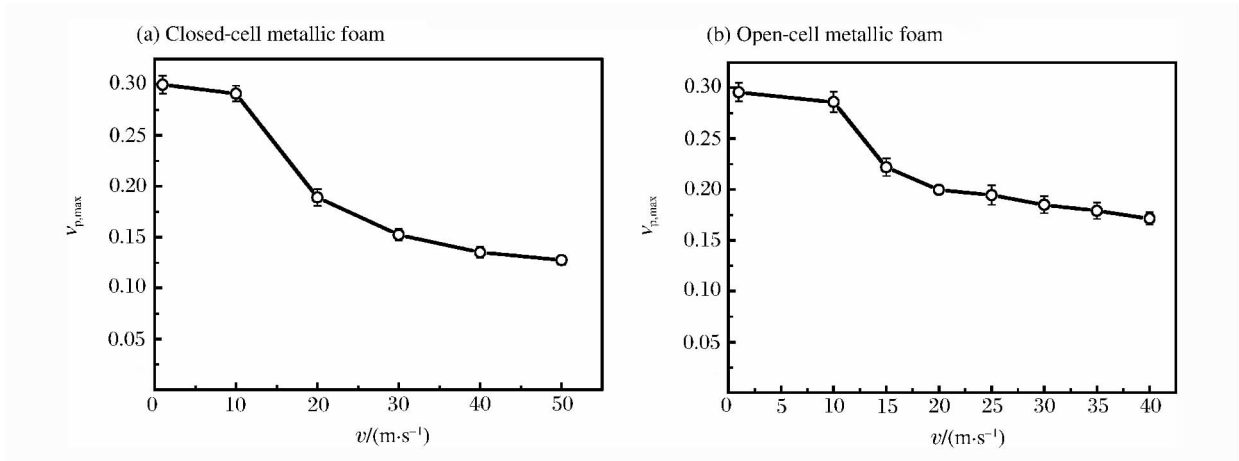 (a) Closed-cell metallic foam
0.30
0.25
0.20
0.15
0.10
0.05
νp,max
0 10 20 30 40 50
v/(m·s⁻¹)
(b) Open-cell metallic foam
0.30
0.25
0.20
0.15
0.10
0.05
νp,max
0 5 10 15 20 25 30 35 40
v/(m·s⁻¹)